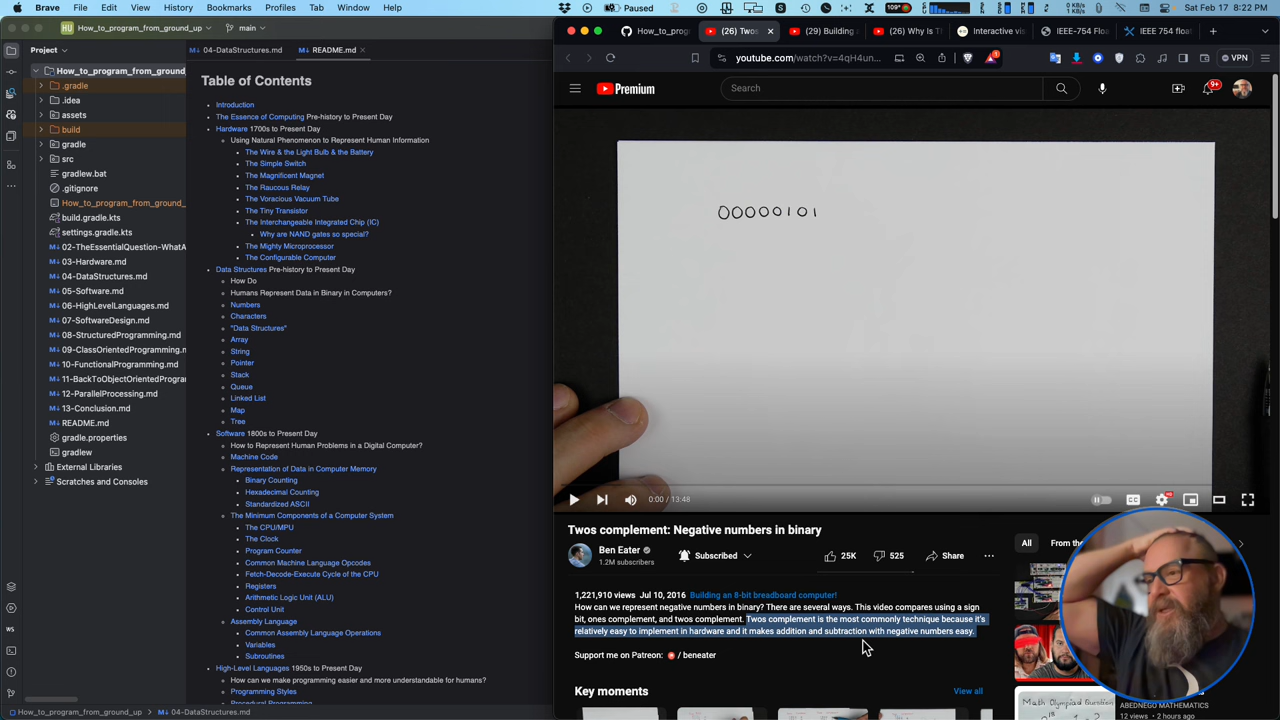 Brave File Edit View History Bookmarks Tab Window Help
Paused
109°
Sat Feb 17 8:22 PM
HU How_to_program_from_ground_up
main
Project
How_to_program_from_ground_
.gradle
.idea
assets
build
gradle
src
gradlew.bat
.gitignore
How_to_program_from_ground_
build.gradle.kts
settings.gradle.kts
02-TheEssentialQuestion-WhatA
03-Hardware.md
04-DataStructures.md
05-Software.md
06-HighLevelLanguages.md
07-SoftwareDesign.md
08-StructuredProgramming.md
09-ClassOrientedProgramming.m
10-FunctionalProgramming.md
11-BackToObjectOrientedProgra
12-ParallelProcessing.md
13-Conclusion.md
README.md
gradle.properties
gradlew
External Libraries
Scratches and Consoles
How_to_program_from_ground_up > 04-DataStructures.md
04-DataStructures.md
README.md
Table of Contents
Introduction
The Essence of Computing Pre-history to Present Day
Hardware 1700s to Present Day
Using Natural Phenomenon to Represent Human Information
The Wire & the Light Bulb & the Battery
The Simple Switch
The Magnificent Magnet
The Raucous Relay
The Voracious Vacuum Tube
The Tiny Transistor
The Interchangeable Integrated Chip (IC)
Why are NAND gates so special?
The Mighty Microprocessor
The Configurable Computer
Data Structures Pre-history to Present Day
How Do
Humans Represent Data in Binary in Computers?
Numbers
Characters
"Data Structures"
Array
String
Pointer
Stack
Queue
Linked List
Map
Tree
Software 1800s to Present Day
How to Represent Human Problems in a Digital Computer?
Machine Code
Representation of Data in Computer Memory
Binary Counting
Hexadecimal Counting
Standardized ASCII
The Minimum Components of a Computer System
The CPU/MPU
The Clock
Program Counter
Common Machine Language Opcodes
Fetch-Decode-Execute Cycle of the CPU
Registers
Arithmetic Logic Unit (ALU)
Control Unit
Assembly Language
Common Assembly Language Operations
Variables
Subroutines
High-Level Languages 1950s to Present Day
How can we make programming easier and more understandable for humans?
Programming Styles
Procedural Programming
How_to_prog
(26) Twos
(29) Building
(26) Why Is T
Interactive vis
IEEE-754 Floa
IEEE 754 float
youtube.com/watch?v=4qH4un...
1
VPN
Premium
Search
9+
00000101
0:00 / 13:48
CC
HD
Twos complement: Negative numbers in binary
Ben Eater
1.2M subscribers
Subscribed
25K
525
Share
1,221,910 views Jul 10, 2016 Building an 8-bit breadboard computer!
How can we represent negative numbers in binary? There are several ways. This video compares using a sign
bit, ones complement, and twos complement. Twos complement is the most commonly technique because it's
relatively easy to implement in hardware and it makes addition and subtraction with negative numbers easy.
Support me on Patreon: / beneater
Key moments
View all
All
From the
Math Olympiad Question
ABEDNEGO MATHEMATICS
12 views • 2 hours ago